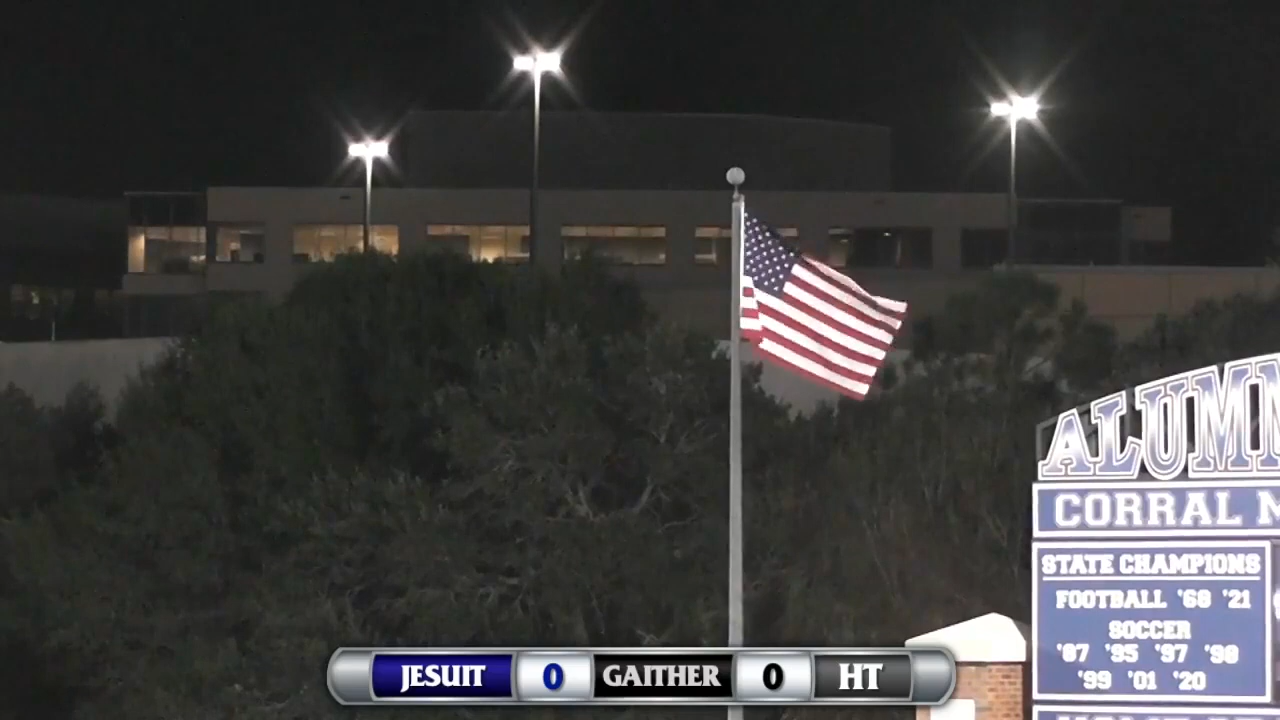 ALUMN
CORRAL
STATE CHAMPIONS
FOOTBALL '68 '21
SOCCER
'87 '95 '97 '98
'99 '01 '20
JESUIT 0 GAITHER 0 HT